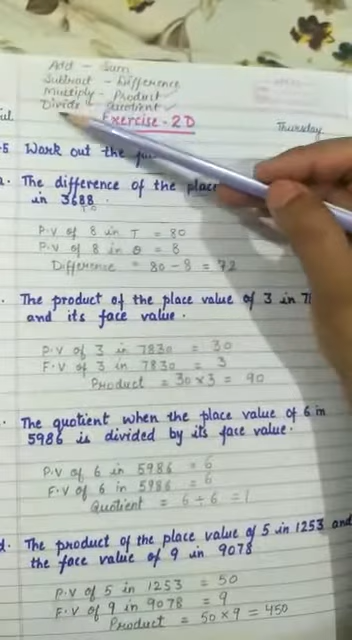 Add - Sum
Subtract - Difference
Multiply - Product ✓
Divide - Quotient ✓
Exercise - 2D
Thursday
5 Work out the
The difference of the place
in 3688.
T O
P.V of 8 in T = 80
P.V of 8 in O = 8
Difference = 80 - 8 = 72
The product of the place value of 3 in 78
and its face value.
P.V of 3 in 7830 = 30
F.V of 3 in 7830 = 3
Product = 30 × 3 = 90
The quotient when the place value of 6 in
5986 is divided by its face value.
P.V of 6 in 5986 = 6
F.V of 6 in 5986 = 6
Quotient = 6 ÷ 6 = 1
d. The product of the place value of 5 in 1253 and
the face value of 9 in 9078
P.V of 5 in 1253 = 50
F.V of 9 in 9078 = 9
Product = 50 × 9 = 450